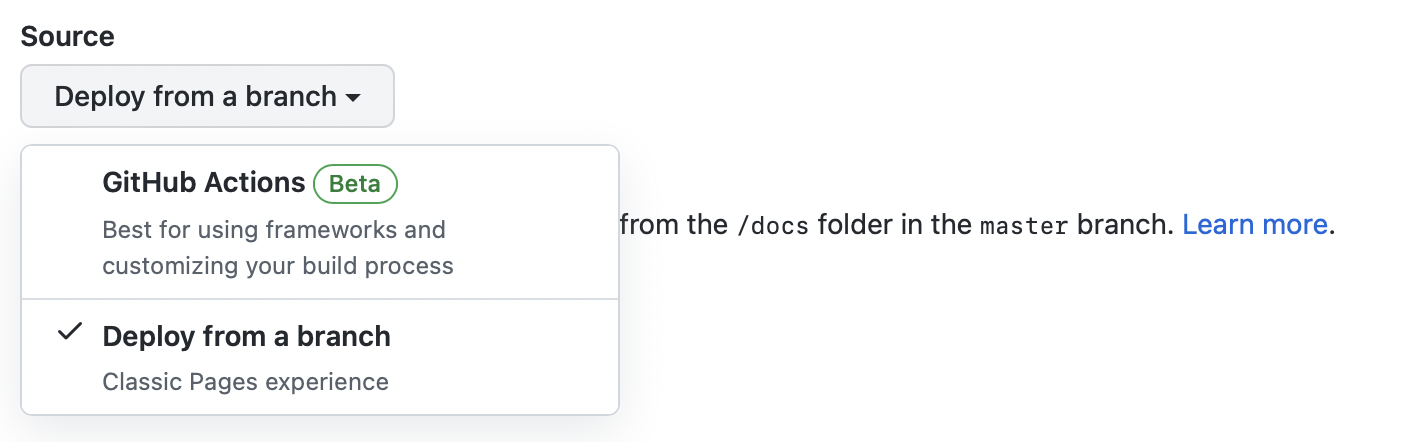 Source
Deploy from a branch
GitHub Actions Beta
Best for using frameworks and
customizing your build process
from the /docs folder in the master branch. Learn more.
Deploy from a branch
Classic Pages experience